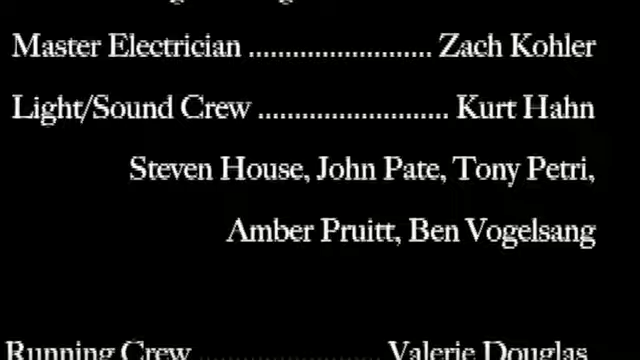 Master Electrician ......................... Zach Kohler
Light/Sound Crew .......................... Kurt Hahn
Steven House, John Pate, Tony Petri,
Amber Pruitt, Ben Vogelsang
Running Crew ......................... Valerie Douglas